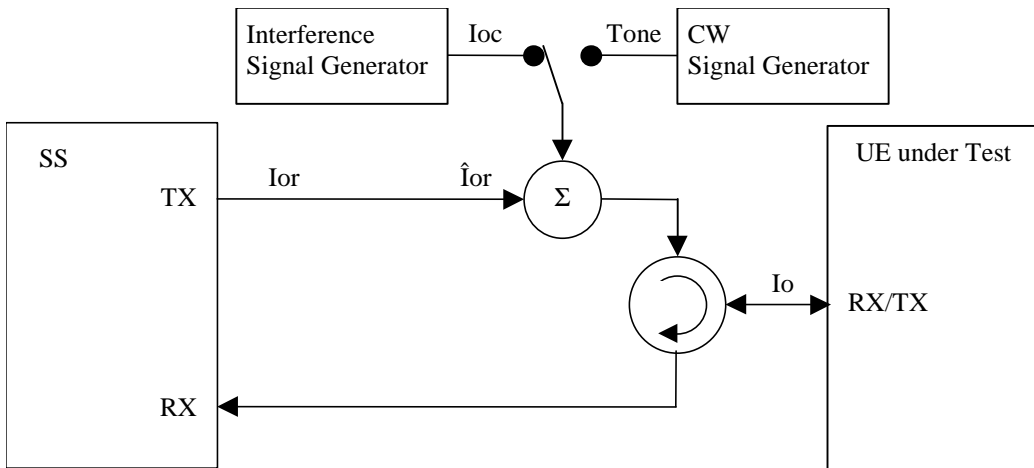 Interference
Signal Generator
Ioc
Tone
CW
Signal Generator
SS
UE under Test
TX
Ior
Îor
Σ
Io
RX/TX
RX